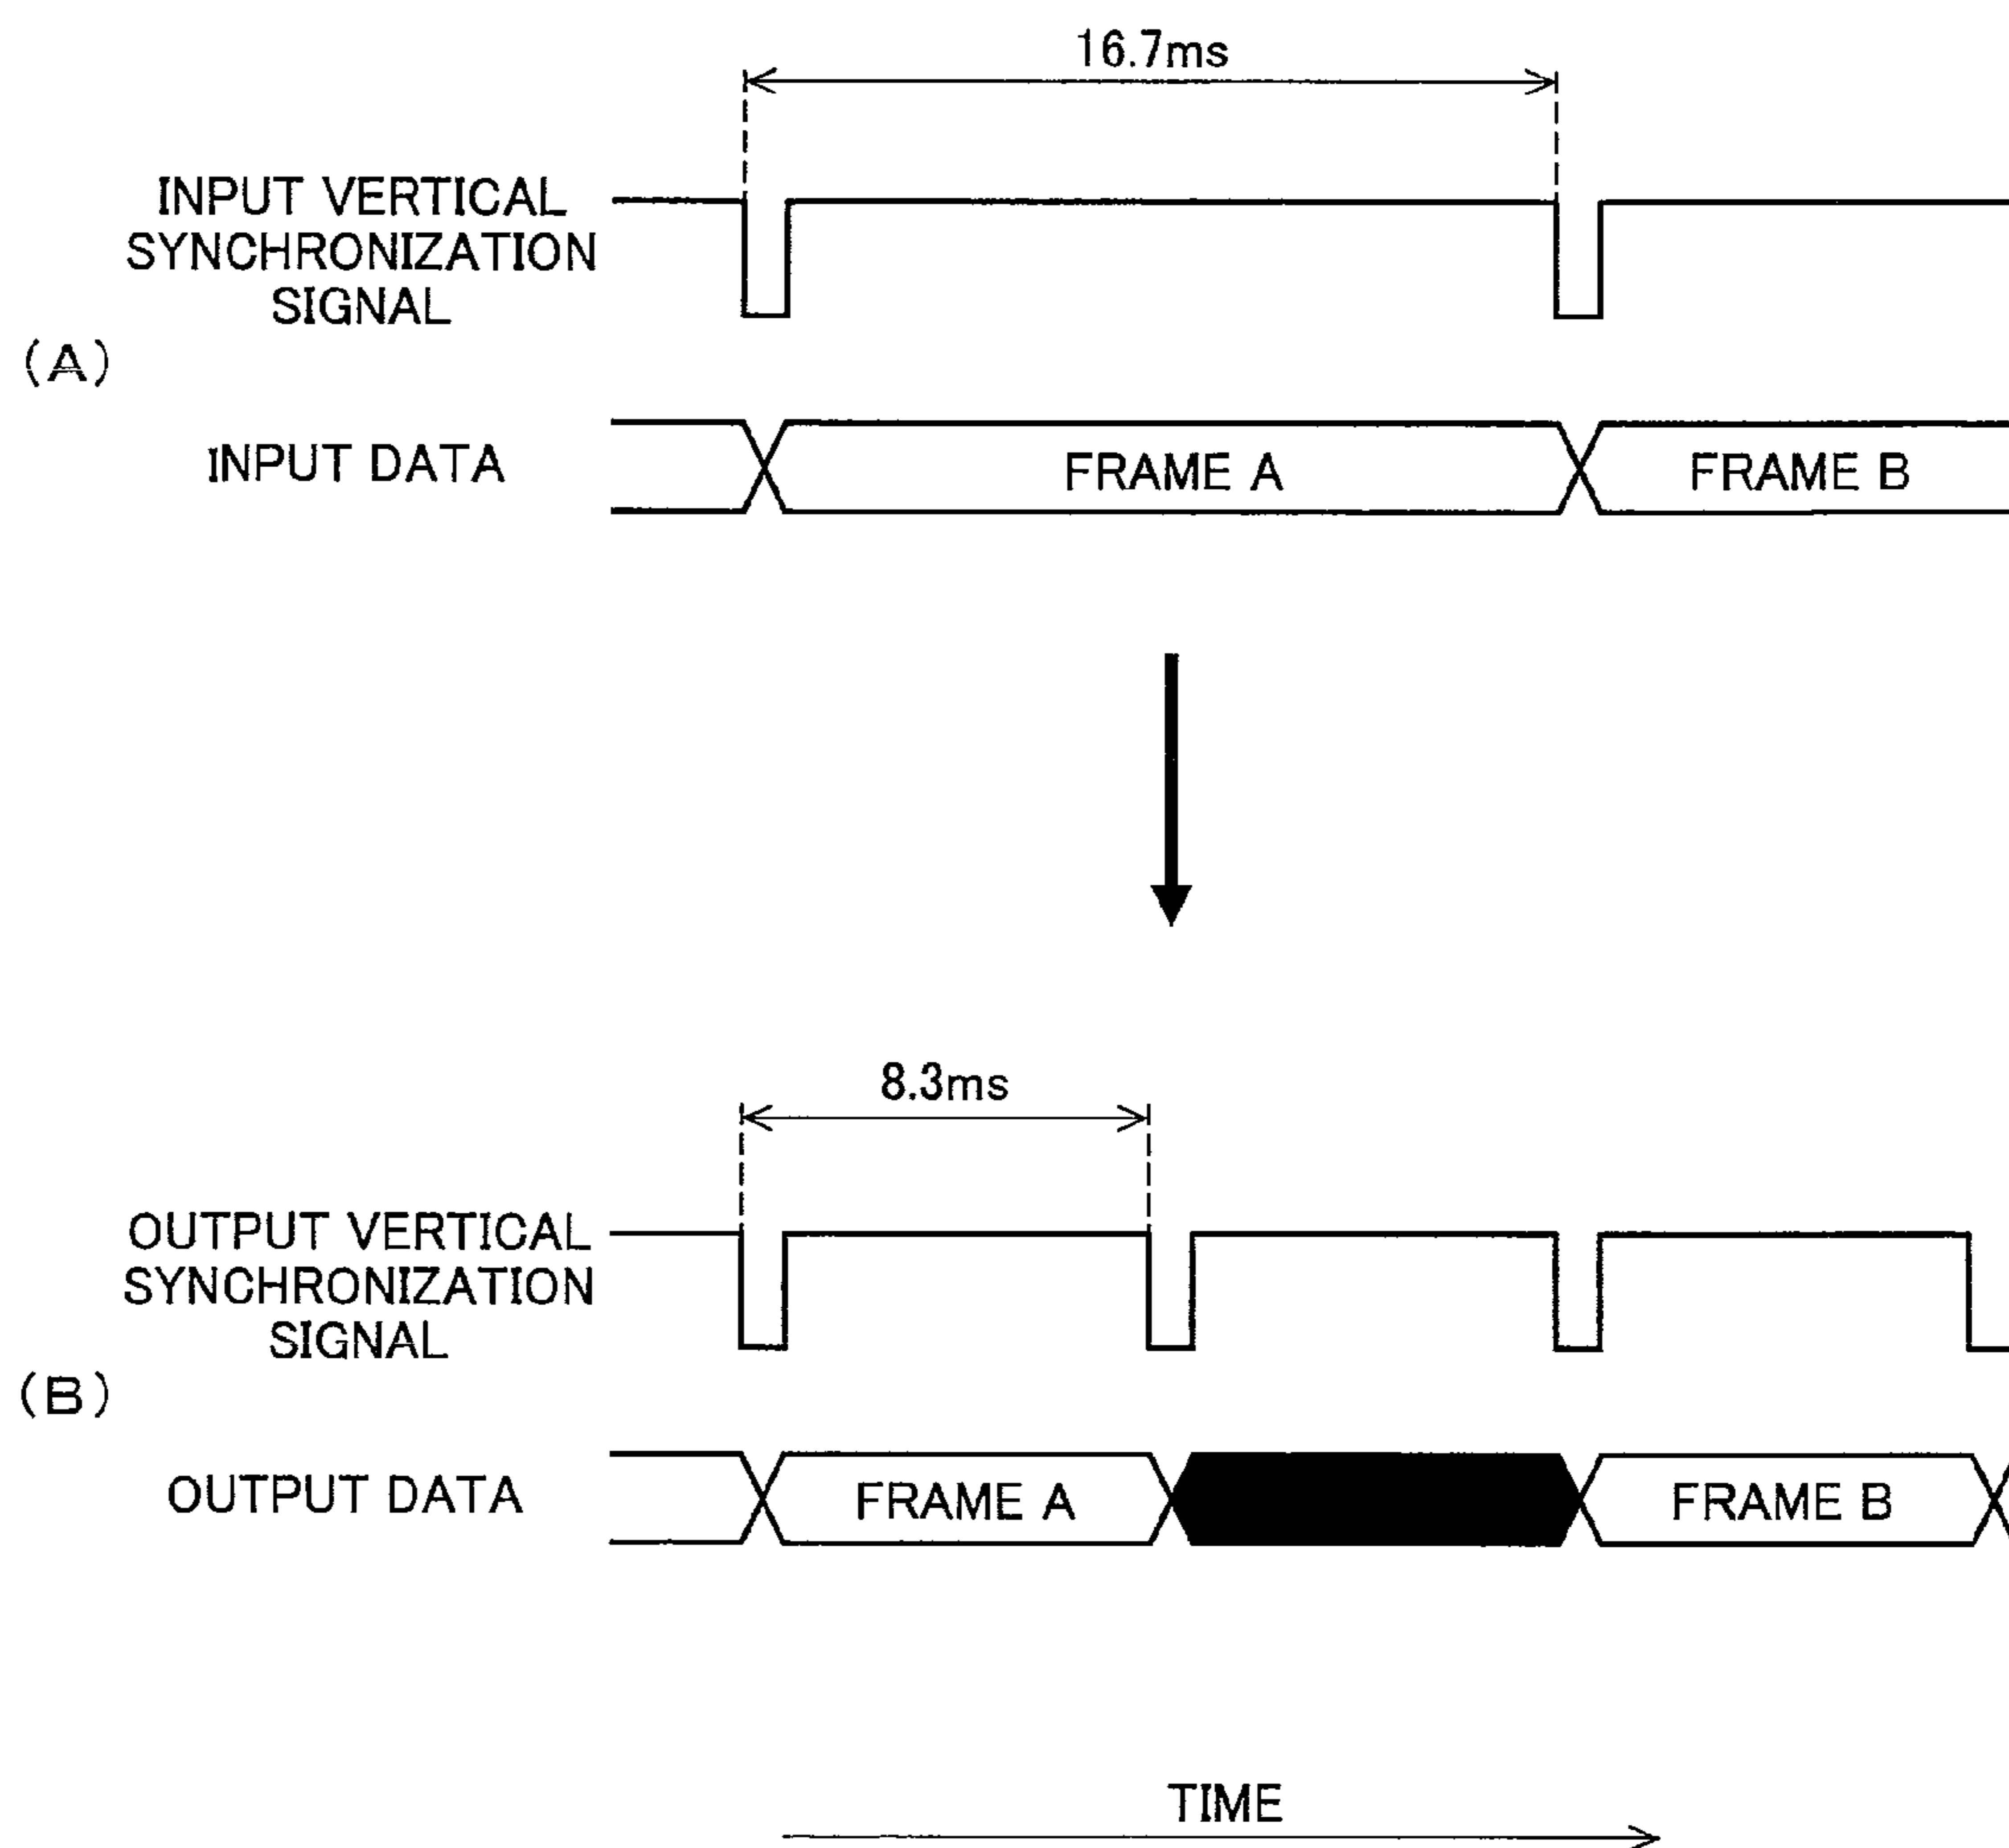 16.7ms
INPUT VERTICAL
SYNCHRONIZATION
SIGNAL
(A)
INPUT DATA
FRAME A
FRAME B
8.3ms
OUTPUT VERTICAL
SYNCHRONIZATION
SIGNAL
(B)
OUTPUT DATA
FRAME A
FRAME B
TIME